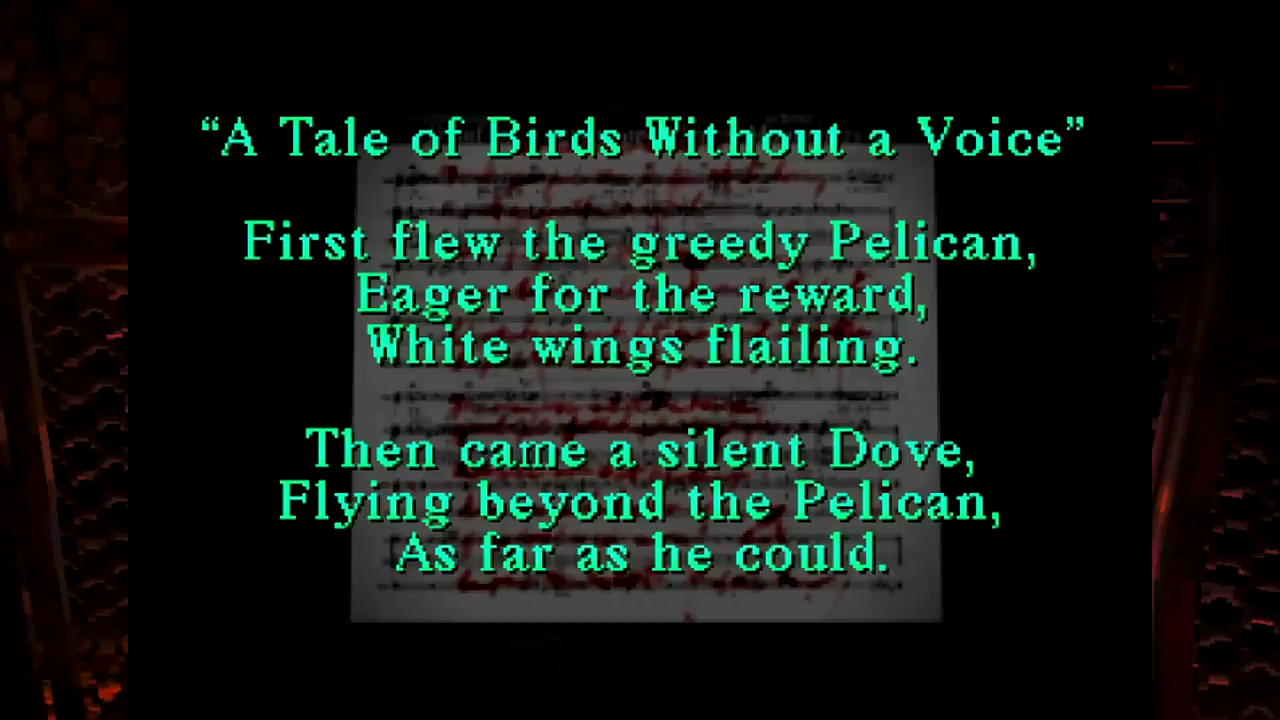 “A Tale of Birds Without a Voice”
First flew the greedy Pelican,
Eager for the reward,
White wings flailing.
Then came a silent Dove,
Flying beyond the Pelican,
As far as he could.